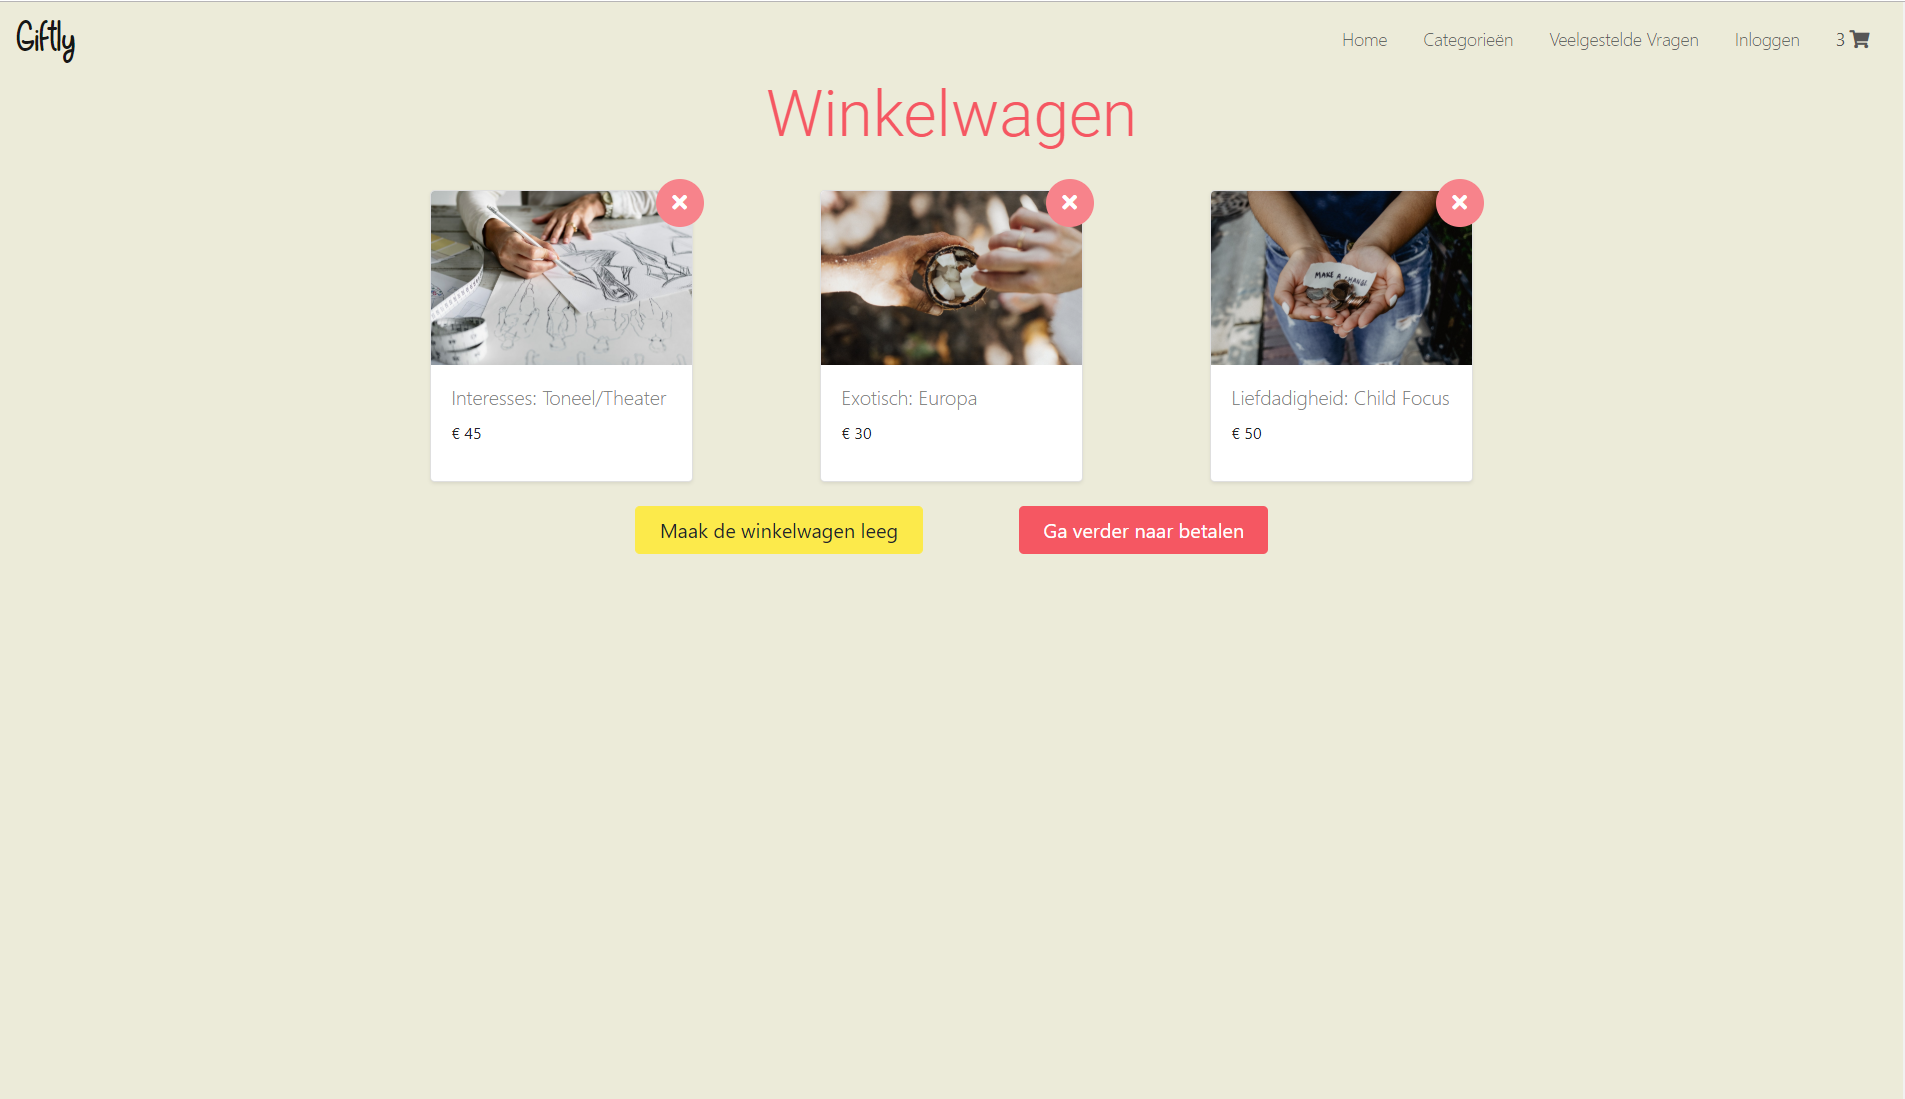 Giftly
Home
Categorieën
Veelgestelde Vragen
Inloggen
3
Winkelwagen
MAKE A CHANGE
Interesses: Toneel/Theater
€ 45
Exotisch: Europa
€ 30
Liefdadigheid: Child Focus
€ 50
Maak de winkelwagen leeg
Ga verder naar betalen